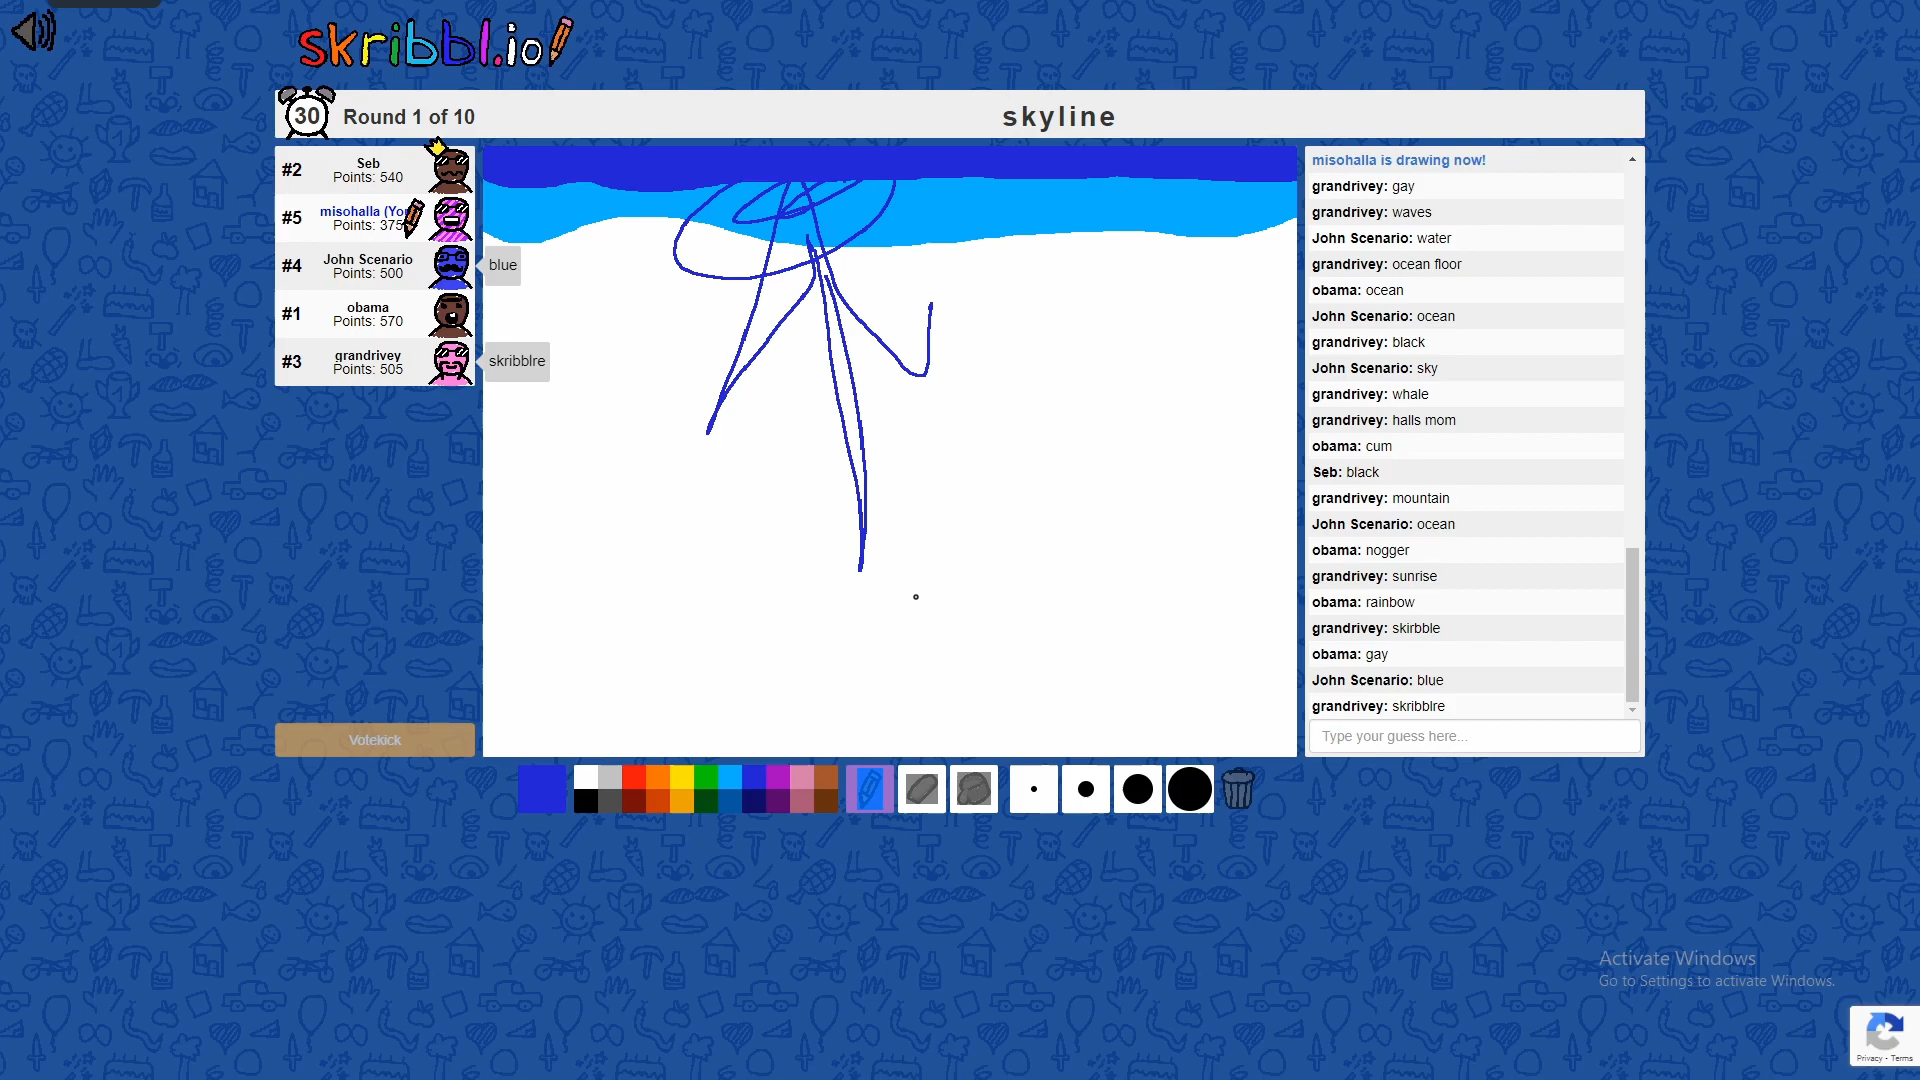 skribbl.io
30
Round 1 of 10
skyline
#2
Seb
Points: 540
#5
misohalla (You
Points: 375
#4
John Scenario
Points: 500
blue
#1
obama
Points: 570
#3
grandrivey
Points: 505
skribblre
Votekick
misohalla is drawing now!
grandrivey: gay
grandrivey: waves
John Scenario: water
grandrivey: ocean floor
obama: ocean
John Scenario: ocean
grandrivey: black
John Scenario: sky
grandrivey: whale
grandrivey: halls mom
obama: cum
Seb: black
grandrivey: mountain
John Scenario: ocean
obama: nogger
grandrivey: sunrise
obama: rainbow
grandrivey: skirbble
obama: gay
John Scenario: blue
grandrivey: skribblre
Type your guess here...
Activate Windows
Go to Settings to activate Windows.
Privacy - Terms